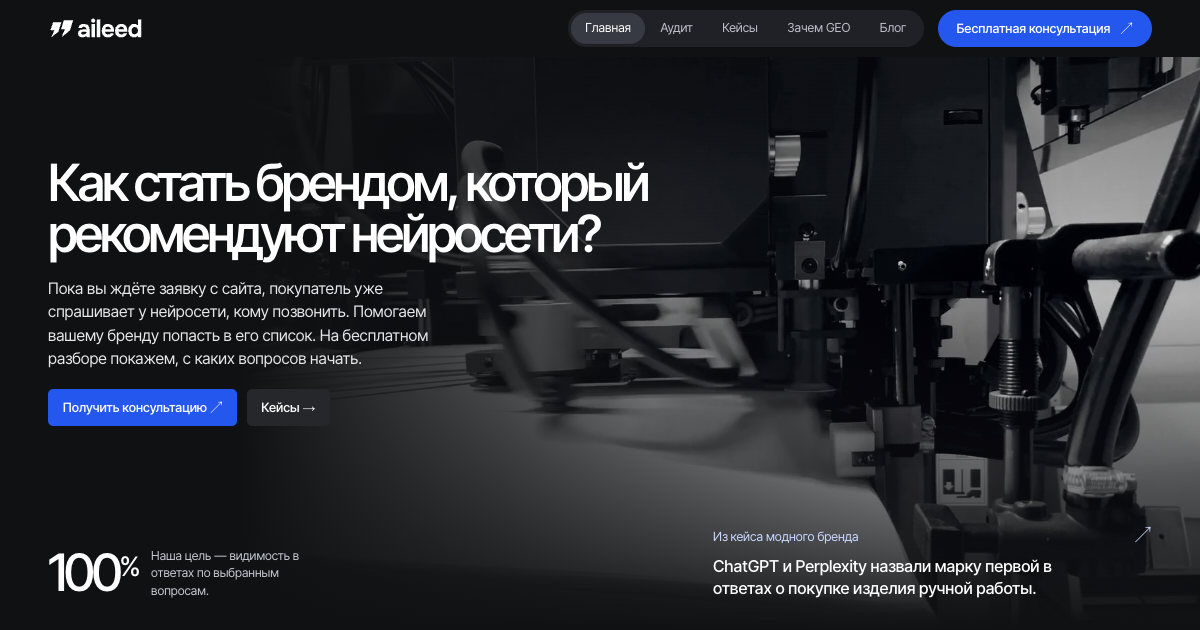 aileed
Главная
Аудит
Кейсы
Зачем GEO
Блог
Бесплатная консультация ↗
Как стать брендом, который
рекомендуют нейросети?
Пока вы ждёте заявку с сайта, покупатель уже
спрашивает у нейросети, кому позвонить. Помогаем
вашему бренду попасть в его список. На бесплатном
разборе покажем, с каких вопросов начать.
Получить консультацию ↗
Кейсы →
100%
Наша цель — видимость в
ответах по выбранным
вопросам.
Из кейса модного бренда ↗
ChatGPT и Perplexity назвали марку первой в
ответах о покупке изделия ручной работы.